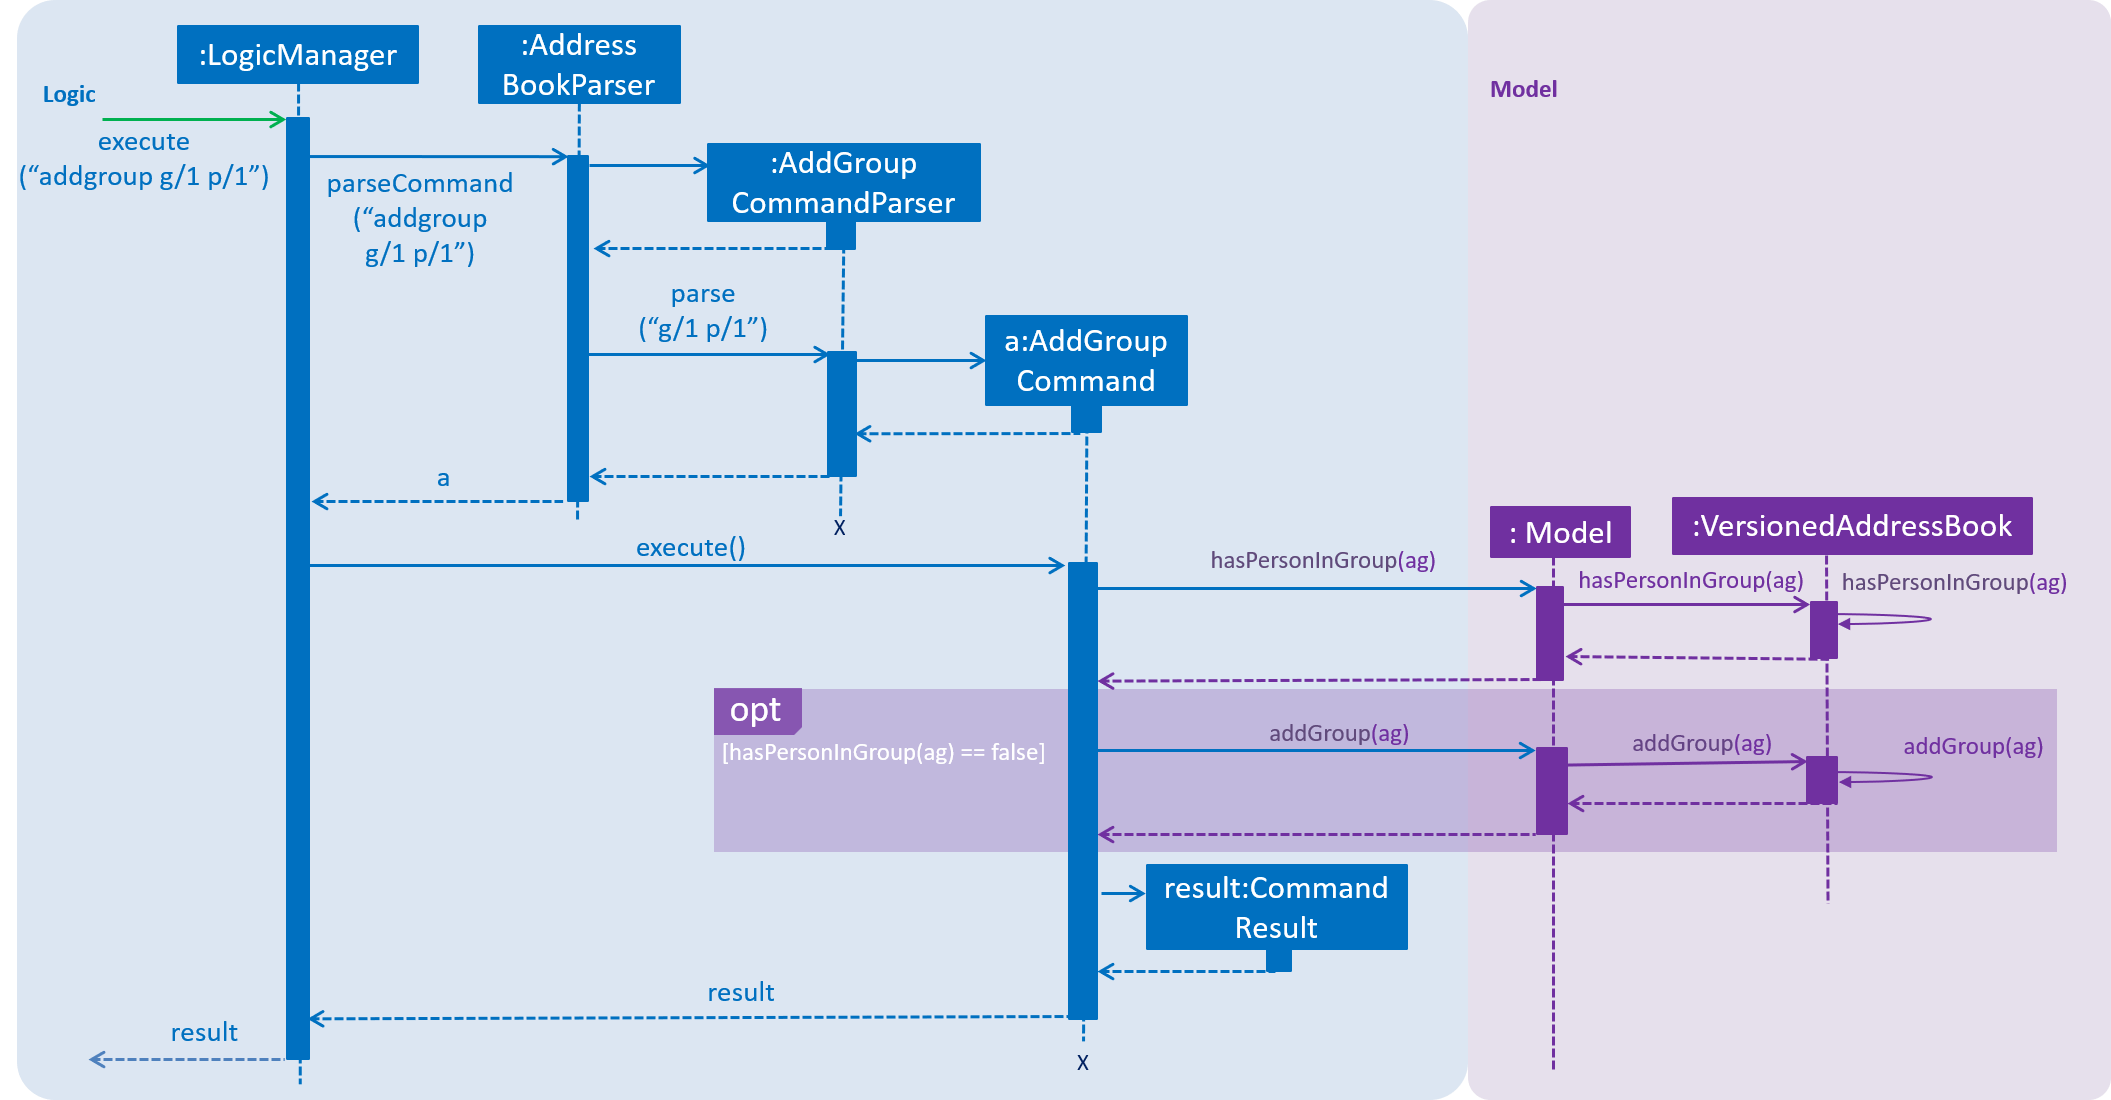 :LogicManager
:Address
BookParser
Logic
Model
execute
(“addgroup g/1 p/1”)
parseCommand
(“addgroup
g/1 p/1”)
:AddGroup
CommandParser
parse
(“g/1 p/1”)
a:AddGroup
Command
a
X
execute()
hasPersonInGroup(ag)
: Model
:VersionedAddressBook
hasPersonInGroup(ag)
hasPersonInGroup(ag)
opt
[hasPersonInGroup(ag) == false]
addGroup(ag)
addGroup(ag)
addGroup(ag)
result:Command
Result
result
result
X